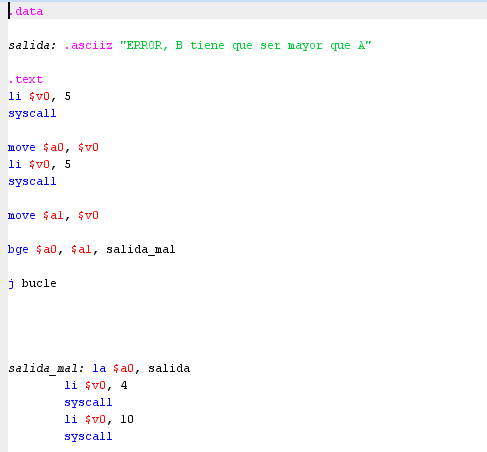 .data
salida: .asciiz "ERROR, B tiene que ser mayor que A"
.text
li $v0, 5
syscall
move $a0, $v0
li $v0, 5
syscall
move $a1, $v0
bge $a0, $a1, salida_mal
j bucle
salida_mal: la $a0, salida
li $v0, 4
syscall
li $v0, 10
syscall